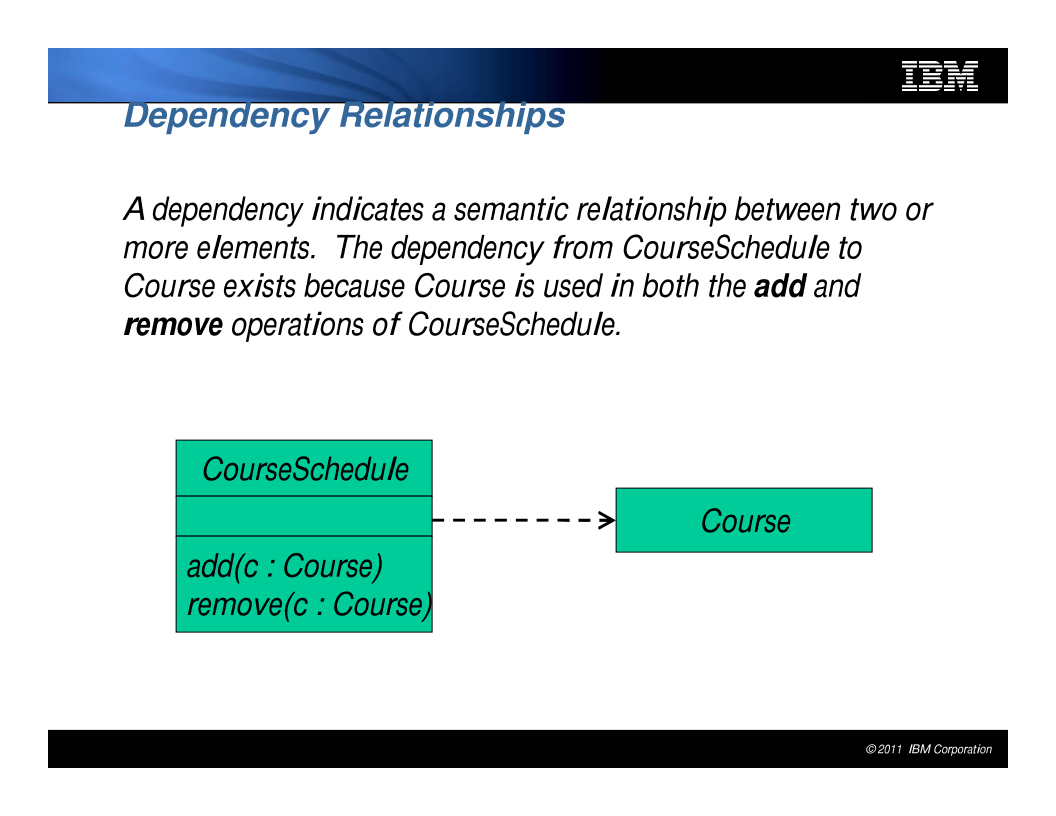 IBM
Dependency Relationships
A dependency indicates a semantic relationship between two or
more elements.  The dependency from CourseSchedule to
Course exists because Course is used in both the add and
remove operations of CourseSchedule.
CourseSchedule
add(c : Course)
remove(c : Course)
Course
© 2011 IBM Corporation